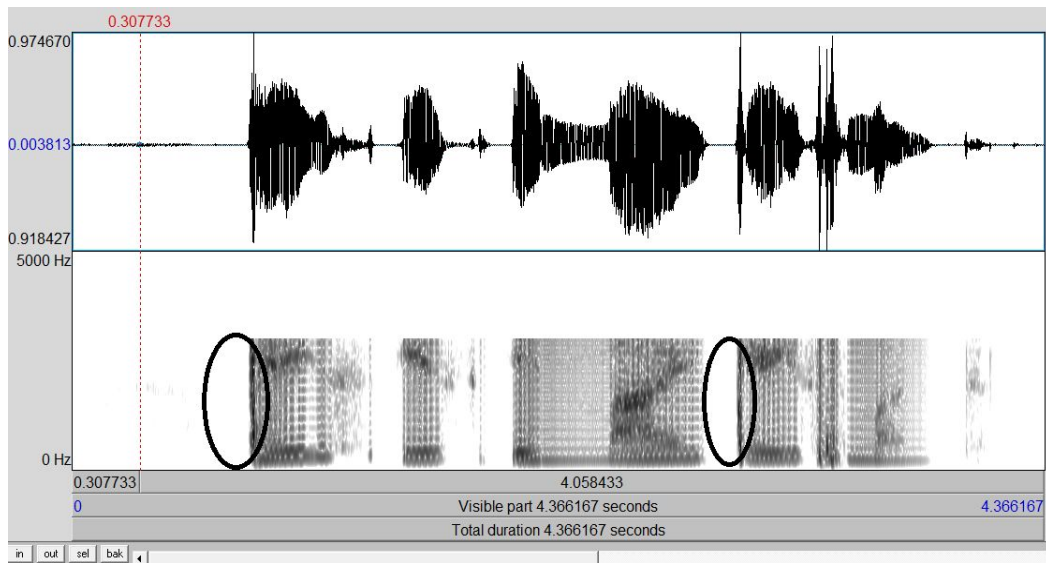 0.307733
0.974670
0.003813
0.918427
5000 Hz
0 Hz
0.307733 4.058433
0 Visible part 4.366167 seconds 4.366167
Total duration 4.366167 seconds
in out sel bak